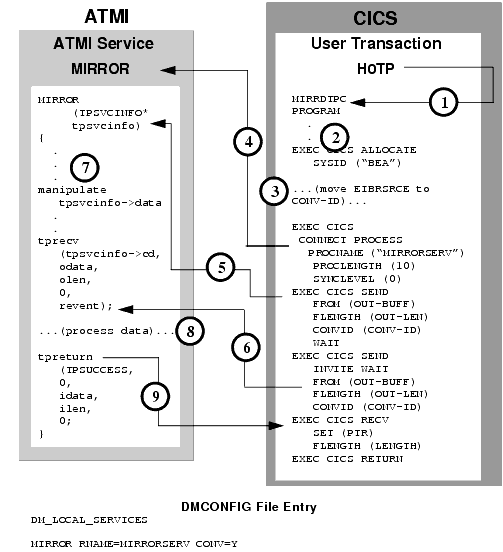 ATMI
ATMI Service
MIRROR
MIRROR
(TPSVCINFO*
tpsvcinfo)
{
.
.
.
7
manipulate
tpsvcinfo->data
.
.
tprecv
(tpsvcinfo->cd,
odata,
olen,
0,
revent);
...(process data)...
8
tpreturn
(TPSUCCESS,
0,
idata,
ilen,
0;
}
4
5
6
9
CICS
User Transaction
H0TP
1
MIRRDTPC
PROGRAM
.
.
2
EXEC CICS ALLOCATE
SYSID ("BEA")
3
...(move EIBRSRCE to
CONV-ID)...
EXEC CICS
CONNECT PROCESS
PROCNAME ("MIRRORSERV")
PROCLENGTH (10)
SYNCLEVEL (0)
EXEC CICS SEND
FROM (OUT-BUFF)
FLENGTH (OUT-LEN)
CONVID (CONV-ID)
WAIT
EXEC CICS SEND
INVITE WAIT
FROM (OUT-BUFF)
FLENGTH (OUT-LEN)
CONVID (CONV-ID)
EXEC CICS RECV
SET (PTR)
FLENGTH (LENGTH)
EXEC CICS RETURN
DMCONFIG File Entry
DM_LOCAL_SERVICES
MIRROR RNAME=MIRRORSERV CONV=Y